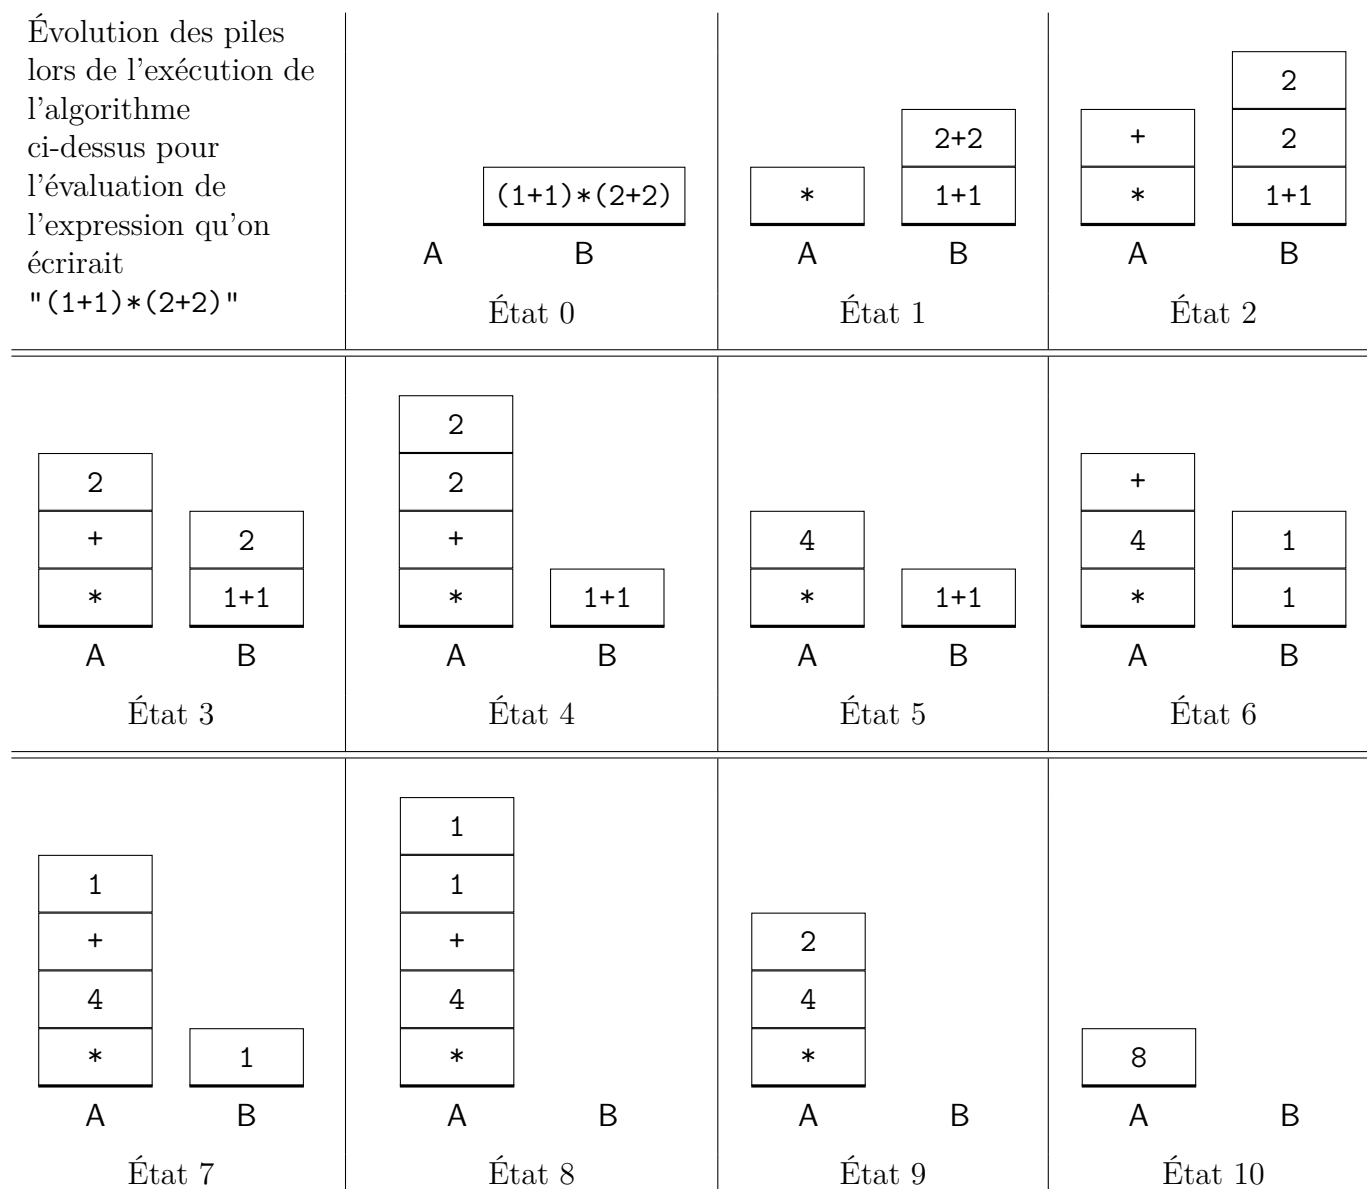 Évolution des piles
lors de l'exécution de
l'algorithme
ci-dessus pour
l'évaluation de
l'expression qu'on
écrirait
"(1+1)*(2+2)"
(1+1)*(2+2)
A B
État 0
2+2
* 1+1
A B
État 1
2
+ 2
* 1+1
A B
État 2
2
+ 2
* 1+1
A B
État 3
2
2
+
* 1+1
A B
État 4
4
* 1+1
A B
État 5
+
4 1
* 1
A B
État 6
1
+
4
* 1
A B
État 7
1
1
+
4
*
A B
État 8
2
4
*
A B
État 9
8
A B
État 10